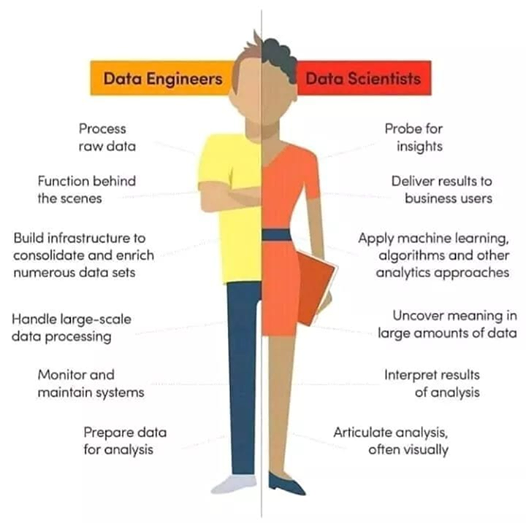 Data Engineers
Data Scientists
Process
raw data
Function behind
the scenes
Build infrastructure to
consolidate and enrich
numerous data sets
Handle large-scale
data processing
Monitor and
maintain systems
Prepare data
for analysis
Probe for
insights
Deliver results to
business users
Apply machine learning,
algorithms and other
analytics approaches
Uncover meaning in
large amounts of data
Interpret results
of analysis
Articulate analysis,
often visually